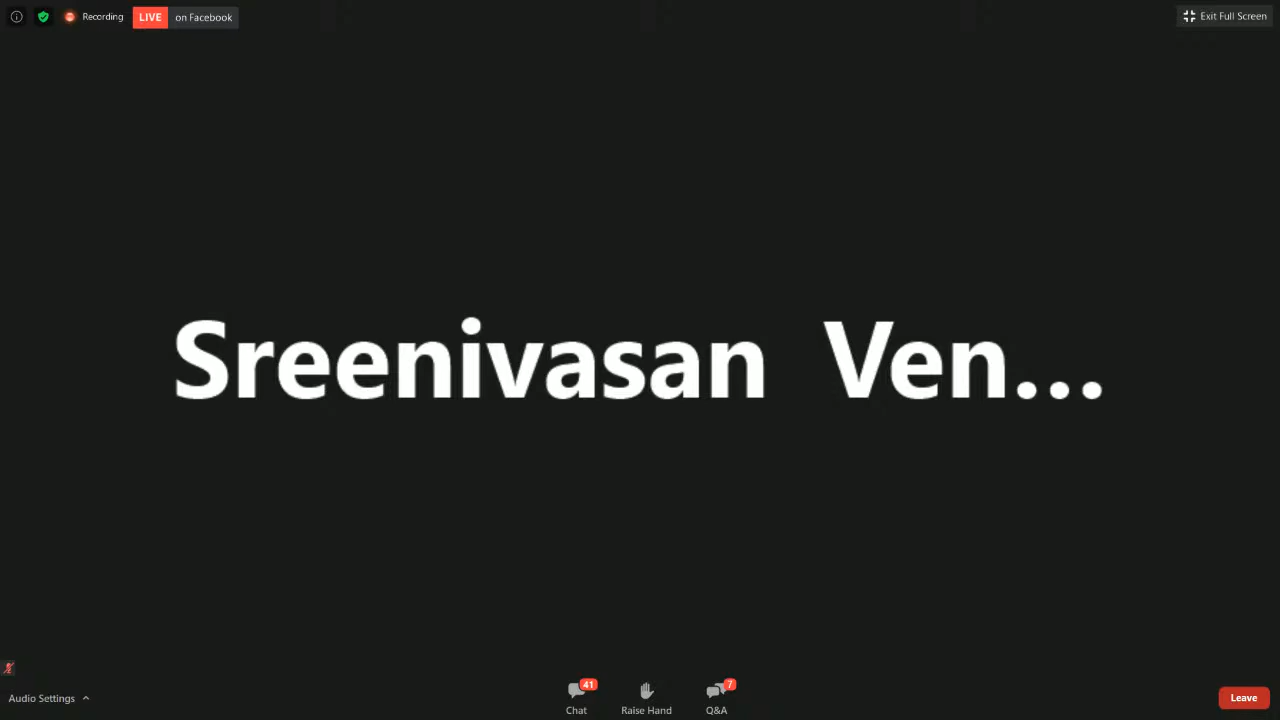 Recording LIVE on Facebook Exit Full Screen
Sreenivasan Ven...
Audio Settings
41
7
Chat Raise Hand Q&A
Leave